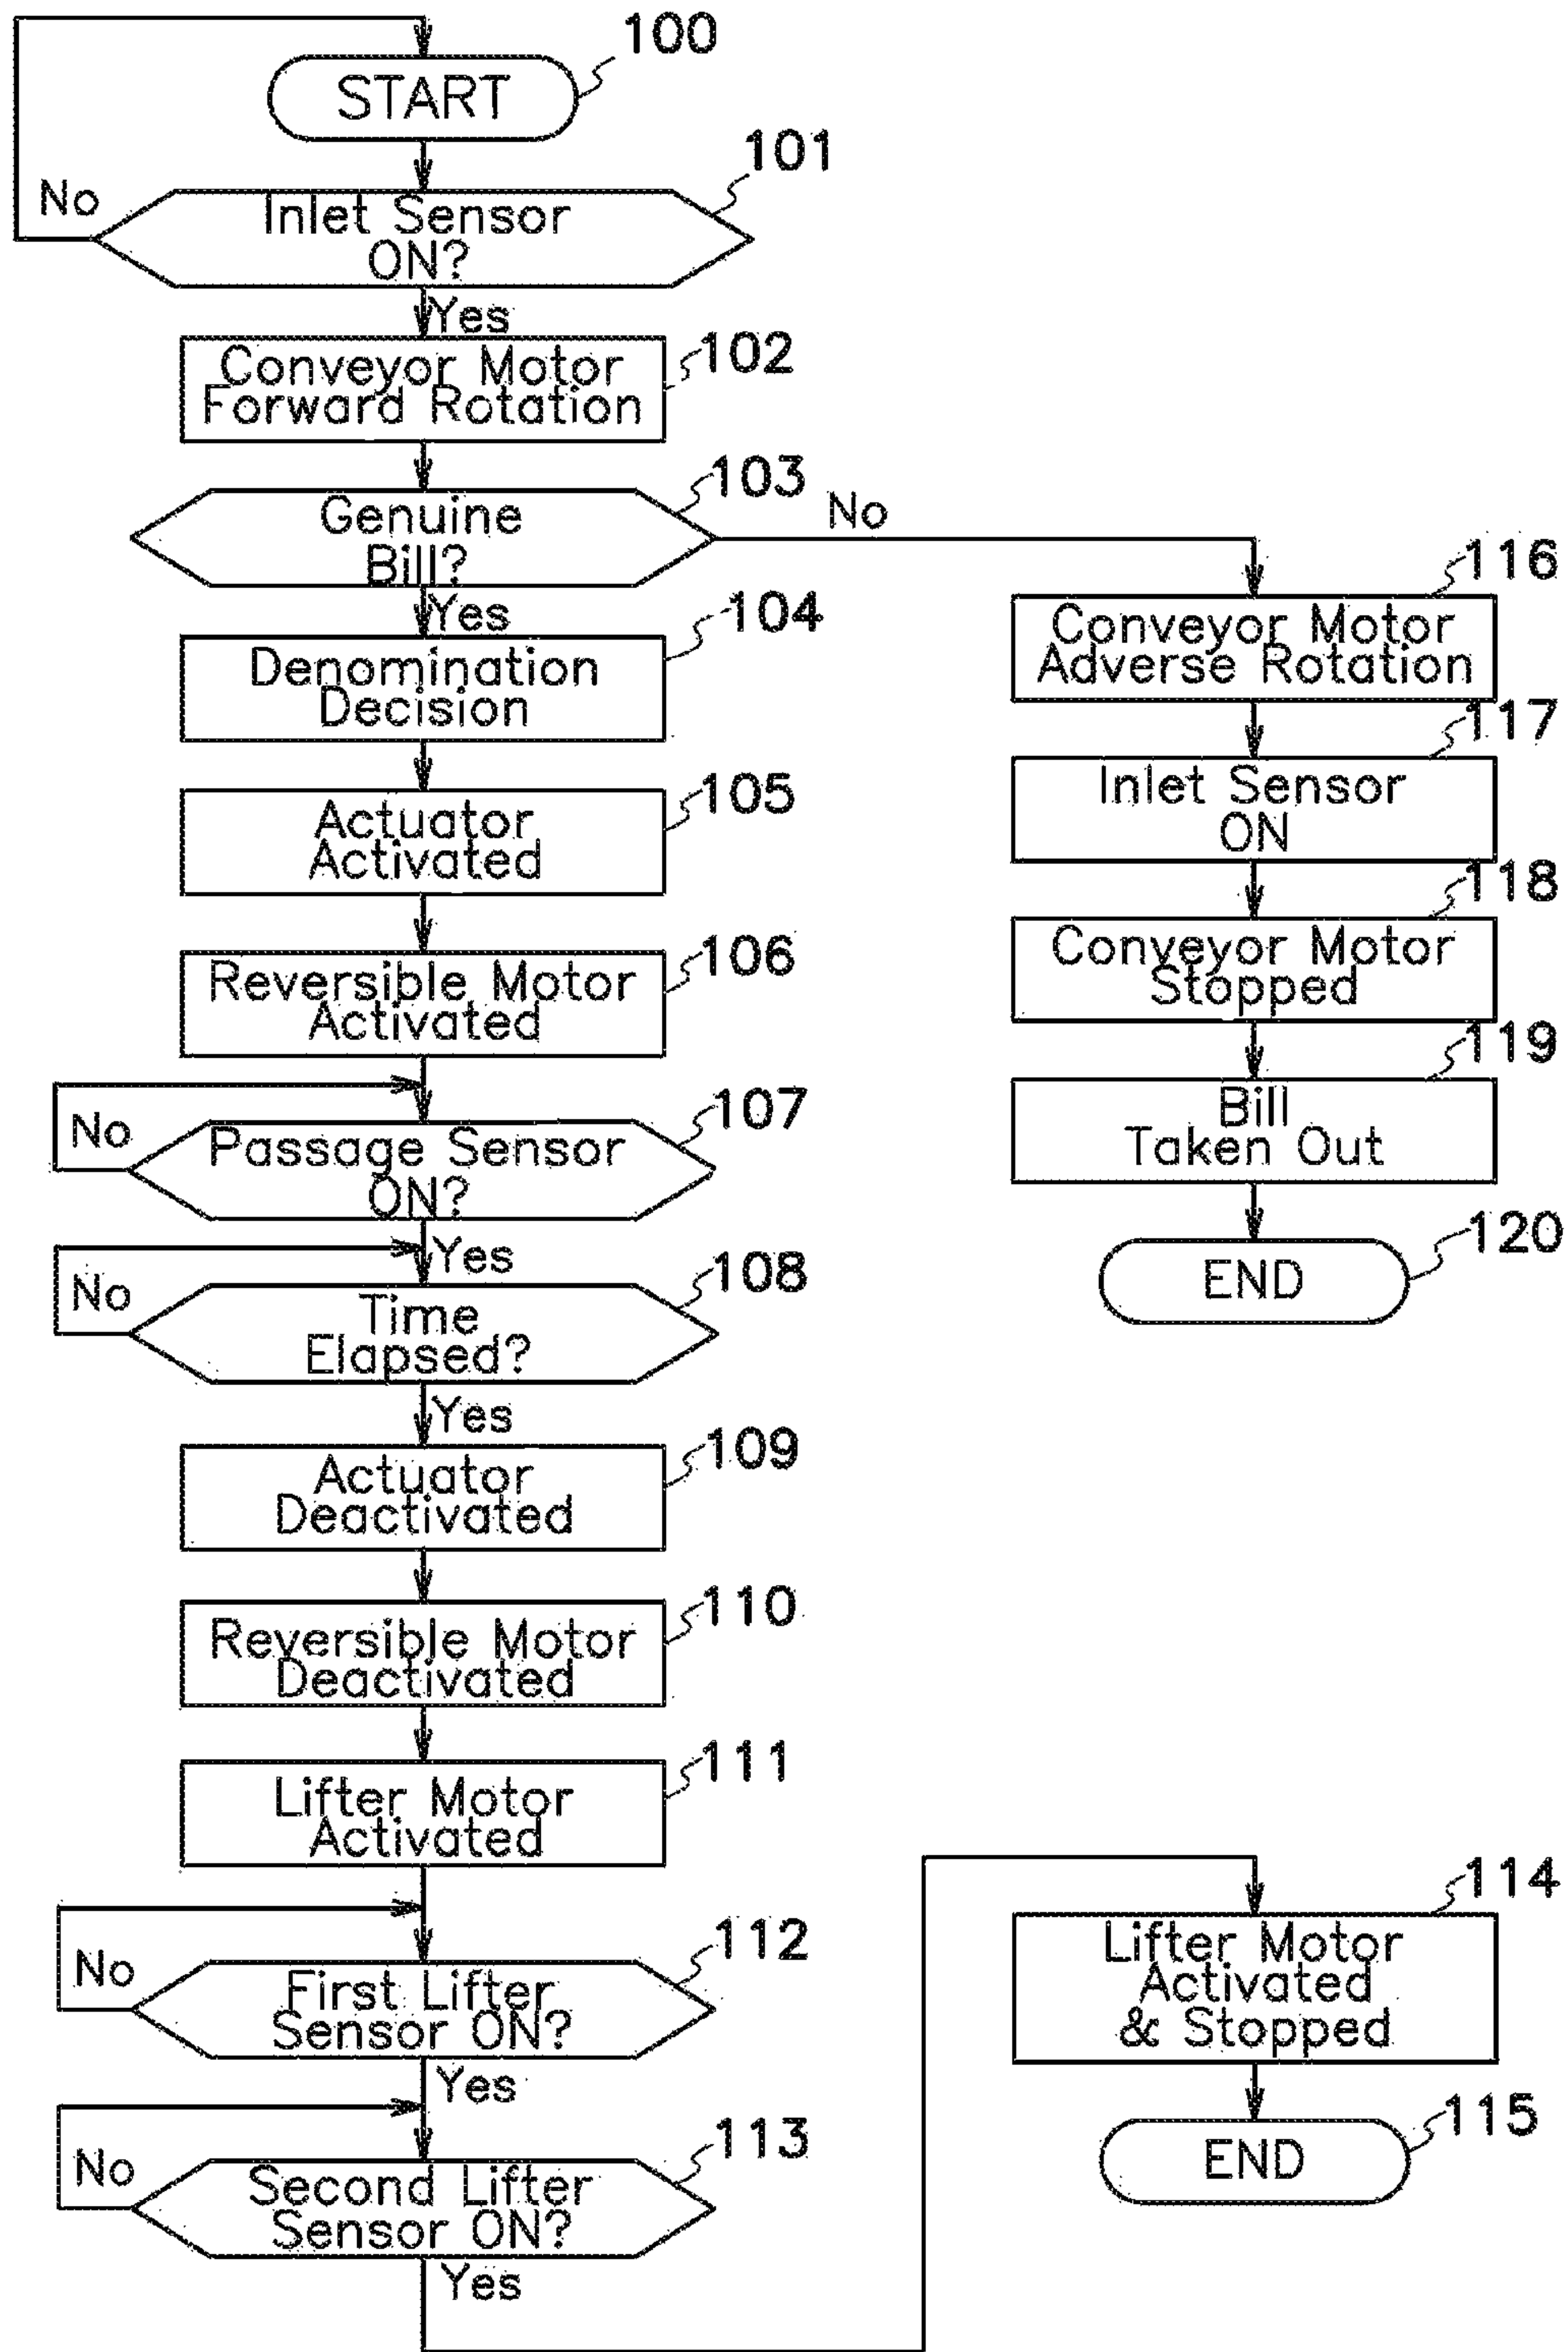 100
START
101
No
Inlet Sensor
ON?
Yes
102
Conveyor Motor
Forward Rotation
103
Genuine
Bill?
No
Yes
104
Denomination
Decision
105
Actuator
Activated
106
Reversible Motor
Activated
107
No
Passage Sensor
ON?
Yes
108
No
Time
Elapsed?
Yes
109
Actuator
Deactivated
110
Reversible Motor
Deactivated
111
Lifter Motor
Activated
112
No
First Lifter
Sensor ON?
Yes
113
No
Second Lifter
Sensor ON?
Yes
114
Lifter Motor
Activated
& Stopped
115
END
116
Conveyor Motor
Adverse Rotation
117
Inlet Sensor
ON
118
Conveyor Motor
Stopped
119
Bill
Taken Out
120
END